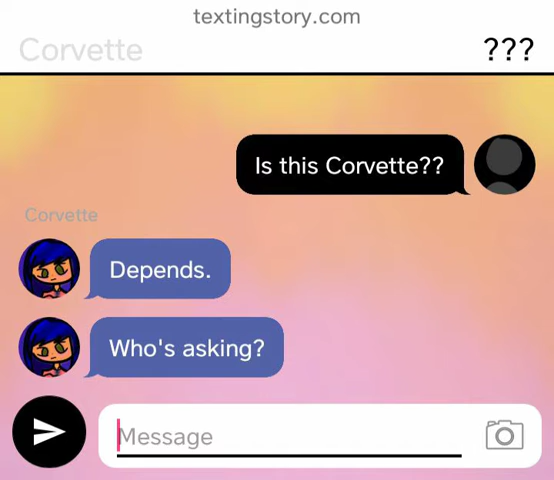 textingstory.com
Corvette
???
Is this Corvette??
Corvette
Depends.
Who's asking?
Message